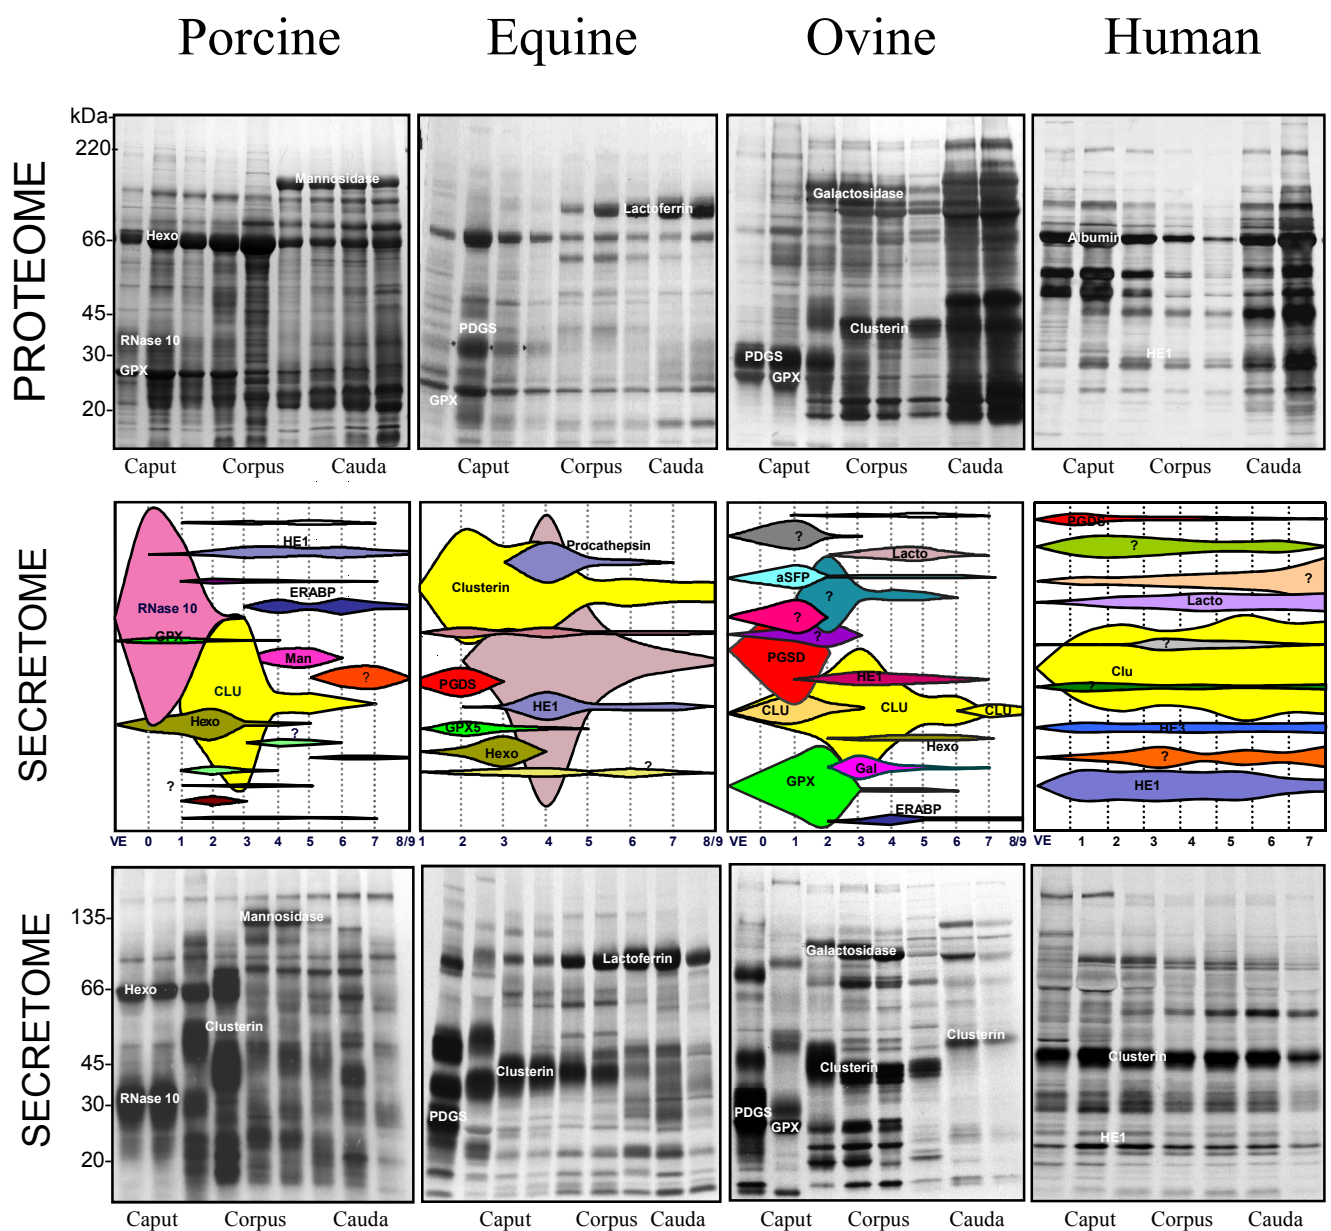 Porcine Equine Ovine Human
PROTEOME
kDa
220
66
45
30
20
Mannosidase
Hexo
RNase 10
GPX
Lactoferrin
PDGS
GPX
Galactosidase
Clusterin
PDGS
GPX
Albumin
HE1
Caput Corpus Cauda
Caput Corpus Cauda
Caput Corpus Cauda
Caput Corpus Cauda
SECRETOME
HE1
RNase 10
ERABP
GPX
Man
?
CLU
Hexo
?
?
VE 0 1 2 3 4 5 6 7 8/9
Procathepsin
Clusterin
PGDS
HE1
GPX5
Hexo
?
1 2 3 4 5 6 7 8/9
?
Lacto
aSFP
?
?
?
PGSD
HE1
CLU
CLU
CLU
Hexo
Gal
GPX
ERABP
VE 0 1 2 3 4 5 6 7 8/9
PGDS
?
?
Lacto
?
Clu
HE3
?
HE1
VE 1 2 3 4 5 6 7
SECRETOME
135
66
45
30
20
Mannosidase
Hexo
Clusterin
RNase 10
Lactoferrin
Clusterin
PDGS
Galactosidase
Clusterin
Clusterin
PDGS
GPX
Clusterin
HE1
Caput Corpus Cauda
Caput Corpus Cauda
Caput Corpus Cauda
Caput Corpus Cauda